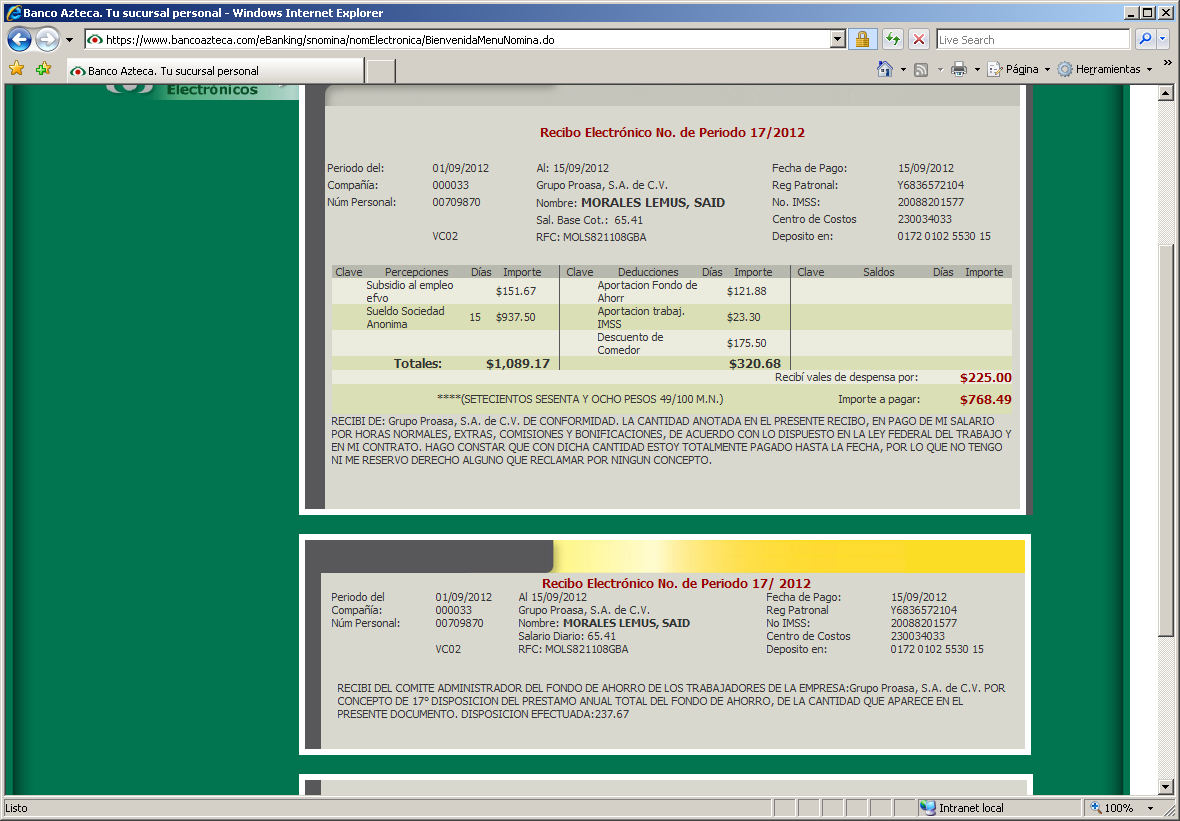 Banco Azteca. Tu sucursal personal - Windows Internet Explorer
https://www.bancoazteca.com/eBanking/snomina/nomElectronica/BienvenidaMenuNomina.do
Live Search
Banco Azteca. Tu sucursal personal
Página
Herramientas
Electrónicos
Recibo Electrónico No. de Periodo 17/2012
Periodo del: 01/09/2012 Al: 15/09/2012 Fecha de Pago: 15/09/2012
Compañía: 000033 Grupo Proasa, S.A. de C.V. Reg Patronal: Y6836572104
Núm Personal: 00709870 Nombre: MORALES LEMUS, SAID No. IMSS: 20088201577
Sal. Base Cot.: 65.41 Centro de Costos 230034033
VC02 RFC: MOLS821108GBA Deposito en: 0172 0102 5530 15
Clave Percepciones Días Importe Clave Deducciones Días Importe Clave Saldos Días Importe
Subsidio al empleo efvo $151.67 Aportacion Fondo de Ahorr $121.88
Sueldo Sociedad Anonima 15 $937.50 Aportacion trabaj. IMSS $23.30
Descuento de Comedor $175.50
Totales: $1,089.17 $320.68
Recibí vales de despensa por: $225.00
****(SETECIENTOS SESENTA Y OCHO PESOS 49/100 M.N.) Importe a pagar: $768.49
RECIBI DE: Grupo Proasa, S.A. de C.V. DE CONFORMIDAD. LA CANTIDAD ANOTADA EN EL PRESENTE RECIBO, EN PAGO DE MI SALARIO
POR HORAS NORMALES, EXTRAS, COMISIONES Y BONIFICACIONES, DE ACUERDO CON LO DISPUESTO EN LA LEY FEDERAL DEL TRABAJO Y
EN MI CONTRATO. HAGO CONSTAR QUE CON DICHA CANTIDAD ESTOY TOTALMENTE PAGADO HASTA LA FECHA, POR LO QUE NO TENGO
NI ME RESERVO DERECHO ALGUNO QUE RECLAMAR POR NINGUN CONCEPTO.
Recibo Electrónico No. de Periodo 17/ 2012
Periodo del 01/09/2012 Al 15/09/2012 Fecha de Pago: 15/09/2012
Compañía: 000033 Grupo Proasa, S.A. de C.V. Reg Patronal Y6836572104
Núm Personal: 00709870 Nombre: MORALES LEMUS, SAID No IMSS: 20088201577
Salario Diario: 65.41 Centro de Costos 230034033
VC02 RFC: MOLS821108GBA Deposito en: 0172 0102 5530 15
RECIBI DEL COMITE ADMINISTRADOR DEL FONDO DE AHORRO DE LOS TRABAJADORES DE LA EMPRESA:Grupo Proasa, S.A. de C.V. POR
CONCEPTO DE 17° DISPOSICION DEL PRESTAMO ANUAL TOTAL DEL FONDO DE AHORRO, DE LA CANTIDAD QUE APARECE EN EL
PRESENTE DOCUMENTO. DISPOSICION EFECTUADA:237.67
Listo
Intranet local
100%